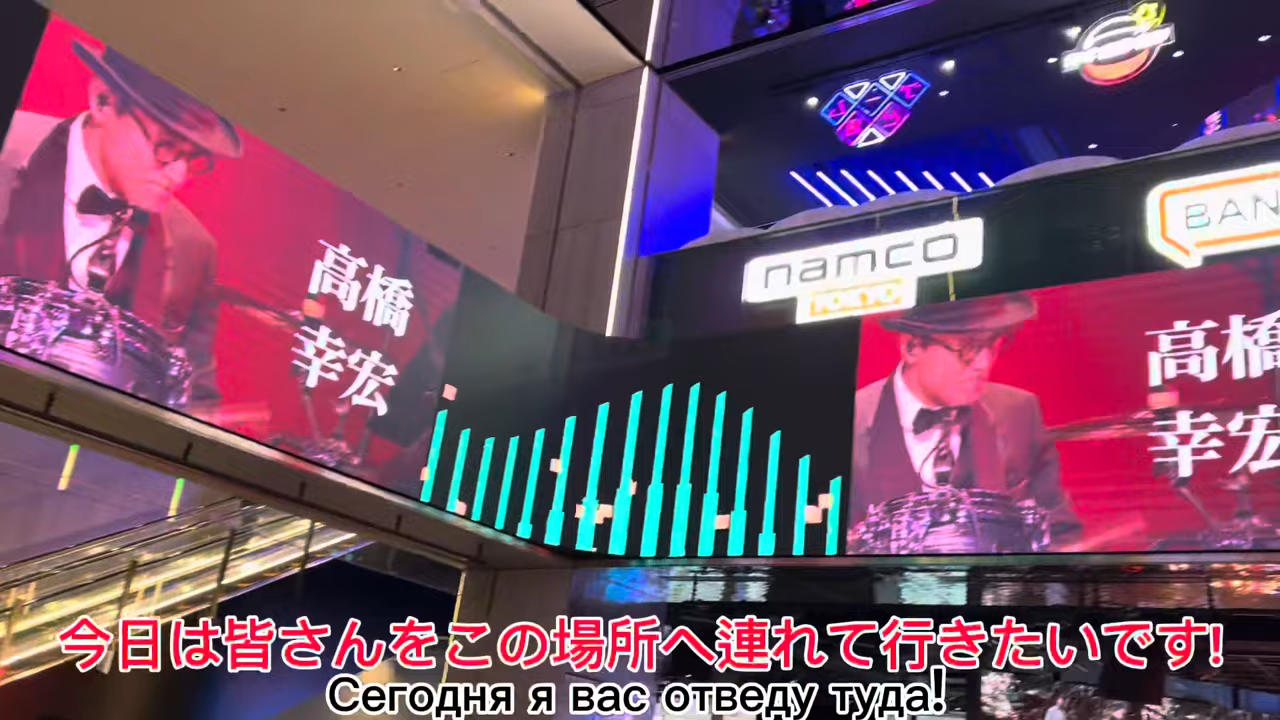 高橋
幸宏
namco
TOKYO
BAN
高橋
幸宏
今日は皆さんをこの場所へ連れて行きたいです!
Сегодня я вас отведу туда!